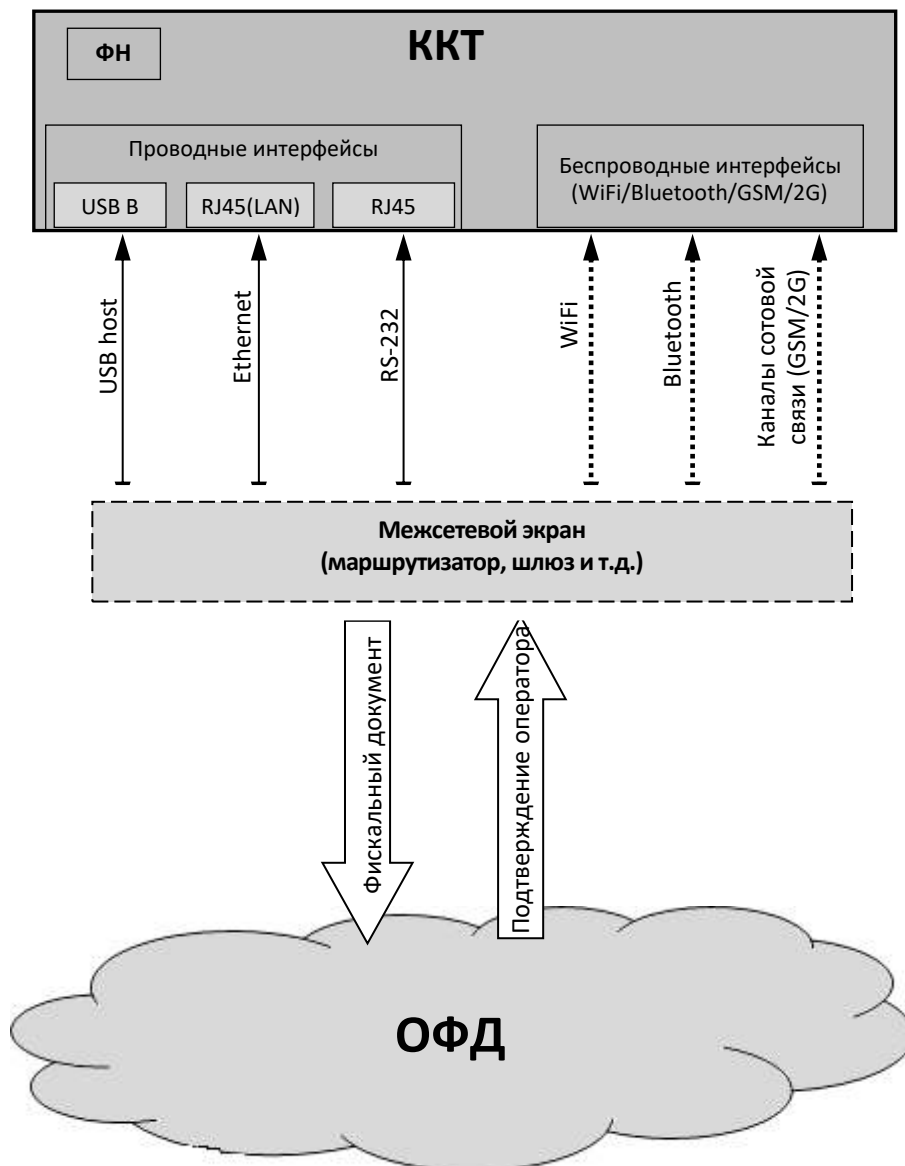 ККТ
ФН
Проводные интерфейсы
USB B
RJ45(LAN)
RJ45
Беспроводные интерфейсы
(WiFi/Bluetooth/GSM/2G)
USB host
Ethernet
RS-232
WiFi
Bluetooth
Каналы сотовой
связи (GSM/2G)
Межсетевой экран
(маршрутизатор, шлюз и т.д.)
Фискальный документ
Подтверждение оператора
ОФД